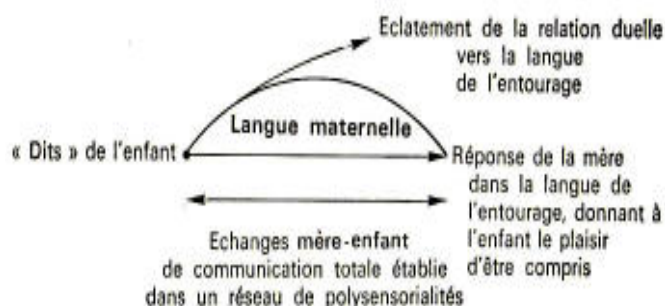 Eclatement de la relation duelle
vers la langue
de l'entourage
Langue maternelle
« Dits » de l'enfant
Réponse de la mère
dans la langue de
l'entourage, donnant à
l'enfant le plaisir
d'être compris
Echanges mère-enfant
de communication totale établie
dans un réseau de polysensorialités